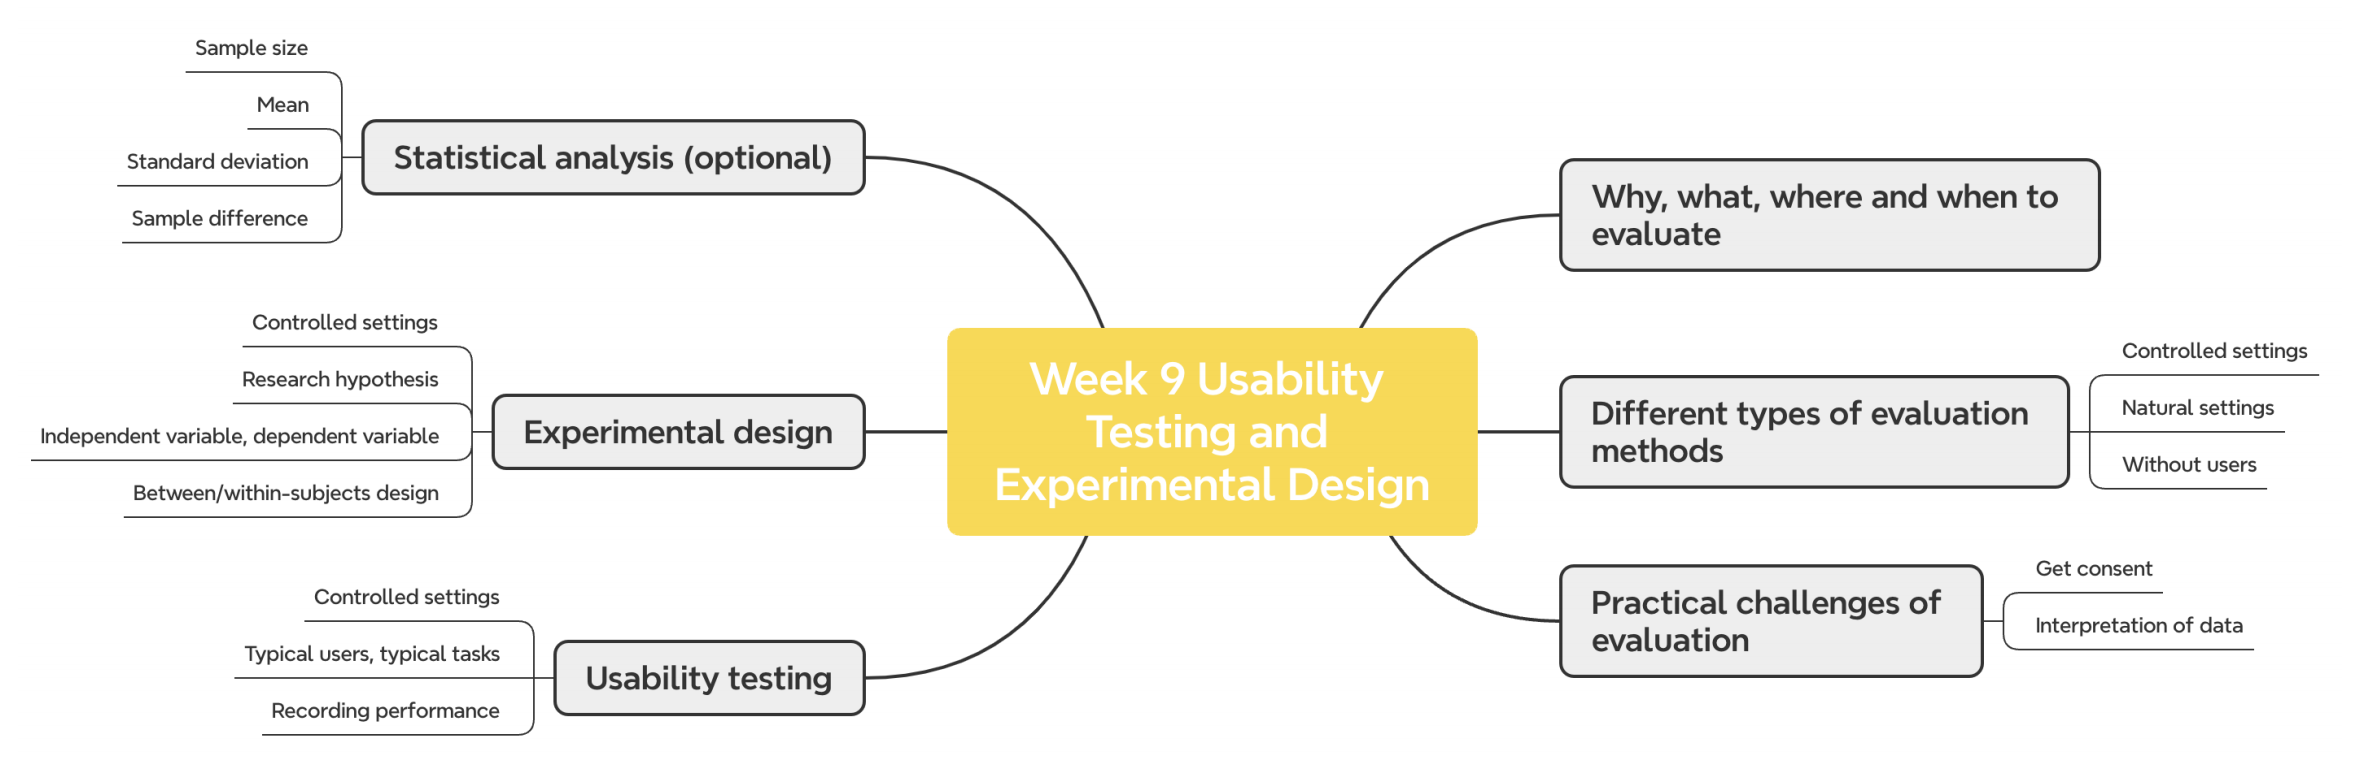 Sample size
Mean
Standard deviation
Sample difference
Statistical analysis (optional)
Controlled settings
Research hypothesis
Independent variable, dependent variable
Between/within-subjects design
Experimental design
Controlled settings
Typical users, typical tasks
Recording performance
Usability testing
Week 9 Usability
Testing and
Experimental Design
Why, what, where and when to
evaluate
Different types of evaluation
methods
Controlled settings
Natural settings
Without users
Practical challenges of
evaluation
Get consent
Interpretation of data